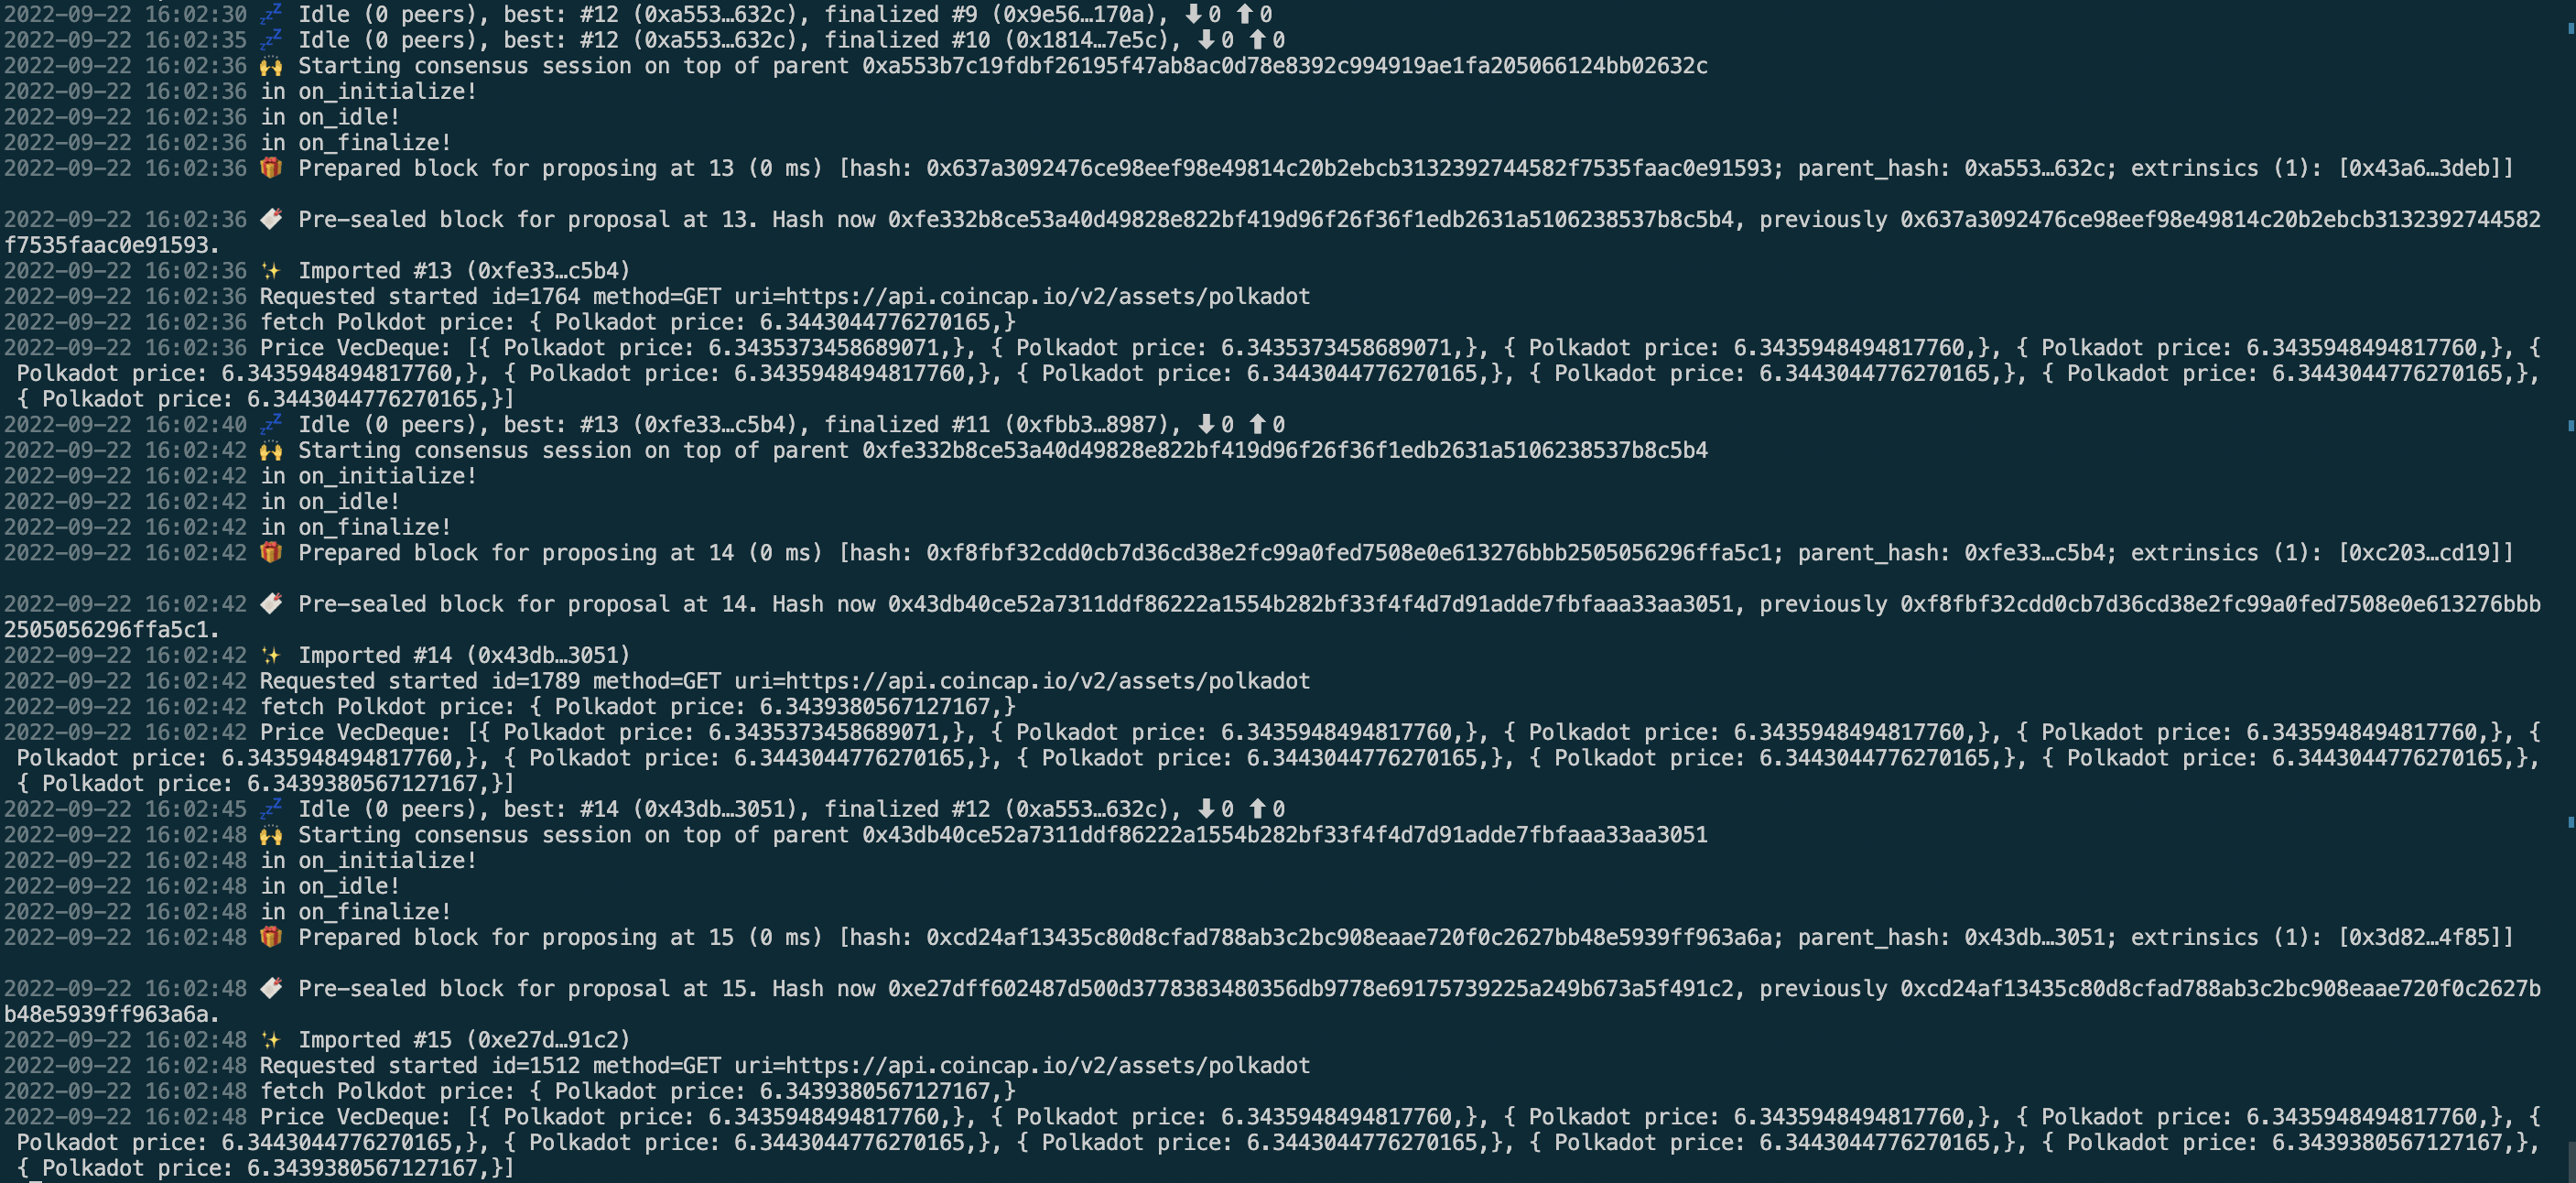 2022-09-22 16:02:30 💤 Idle (0 peers), best: #12 (0xa553…632c), finalized #9 (0x9e56…170a), ⬇ 0 ⬆ 0
2022-09-22 16:02:35 💤 Idle (0 peers), best: #12 (0xa553…632c), finalized #10 (0x1814…7e5c), ⬇ 0 ⬆ 0
2022-09-22 16:02:36 🙌 Starting consensus session on top of parent 0xa553b7c19fdbf26195f47ab8ac0d78e8392c994919ae1fa205066124bb02632c
2022-09-22 16:02:36 in on_initialize!
2022-09-22 16:02:36 in on_idle!
2022-09-22 16:02:36 in on_finalize!
2022-09-22 16:02:36 🎁 Prepared block for proposing at 13 (0 ms) [hash: 0x637a3092476ce98eef98e49814c20b2ebcb3132392744582f7535faac0e91593; parent_hash: 0xa553…632c; extrinsics (1): [0x43a6…3deb]]
2022-09-22 16:02:36 🔖 Pre-sealed block for proposal at 13. Hash now 0xfe332b8ce53a40d49828e822bf419d96f26f36f1edb2631a5106238537b8c5b4, previously 0x637a3092476ce98eef98e49814c20b2ebcb3132392744582
f7535faac0e91593.
2022-09-22 16:02:36 ✨ Imported #13 (0xfe33…c5b4)
2022-09-22 16:02:36 Requested started id=1764 method=GET uri=https://api.coincap.io/v2/assets/polkadot
2022-09-22 16:02:36 fetch Polkdot price: { Polkadot price: 6.3443044776270165,}
2022-09-22 16:02:36 Price VecDeque: [{ Polkadot price: 6.3435373458689071,}, { Polkadot price: 6.3435373458689071,}, { Polkadot price: 6.3435948494817760,}, { Polkadot price: 6.3435948494817760,}, {
Polkadot price: 6.3435948494817760,}, { Polkadot price: 6.3435948494817760,}, { Polkadot price: 6.3443044776270165,}, { Polkadot price: 6.3443044776270165,}, { Polkadot price: 6.3443044776270165,},
{ Polkadot price: 6.3443044776270165,}]
2022-09-22 16:02:40 💤 Idle (0 peers), best: #13 (0xfe33…c5b4), finalized #11 (0xfbb3…8987), ⬇ 0 ⬆ 0
2022-09-22 16:02:42 🙌 Starting consensus session on top of parent 0xfe332b8ce53a40d49828e822bf419d96f26f36f1edb2631a5106238537b8c5b4
2022-09-22 16:02:42 in on_initialize!
2022-09-22 16:02:42 in on_idle!
2022-09-22 16:02:42 in on_finalize!
2022-09-22 16:02:42 🎁 Prepared block for proposing at 14 (0 ms) [hash: 0xf8fbf32cdd0cb7d36cd38e2fc99a0fed7508e0e613276bbb2505056296ffa5c1; parent_hash: 0xfe33…c5b4; extrinsics (1): [0xc203…cd19]]
2022-09-22 16:02:42 🔖 Pre-sealed block for proposal at 14. Hash now 0x43db40ce52a7311ddf86222a1554b282bf33f4f4d7d91adde7fbfaaa33aa3051, previously 0xf8fbf32cdd0cb7d36cd38e2fc99a0fed7508e0e613276bbb
2505056296ffa5c1.
2022-09-22 16:02:42 ✨ Imported #14 (0x43db…3051)
2022-09-22 16:02:42 Requested started id=1789 method=GET uri=https://api.coincap.io/v2/assets/polkadot
2022-09-22 16:02:42 fetch Polkdot price: { Polkadot price: 6.3439380567127167,}
2022-09-22 16:02:42 Price VecDeque: [{ Polkadot price: 6.3435373458689071,}, { Polkadot price: 6.3435948494817760,}, { Polkadot price: 6.3435948494817760,}, { Polkadot price: 6.3435948494817760,}, {
Polkadot price: 6.3435948494817760,}, { Polkadot price: 6.3443044776270165,}, { Polkadot price: 6.3443044776270165,}, { Polkadot price: 6.3443044776270165,}, { Polkadot price: 6.3443044776270165,},
{ Polkadot price: 6.3439380567127167,}]
2022-09-22 16:02:45 💤 Idle (0 peers), best: #14 (0x43db…3051), finalized #12 (0xa553…632c), ⬇ 0 ⬆ 0
2022-09-22 16:02:48 🙌 Starting consensus session on top of parent 0x43db40ce52a7311ddf86222a1554b282bf33f4f4d7d91adde7fbfaaa33aa3051
2022-09-22 16:02:48 in on_initialize!
2022-09-22 16:02:48 in on_idle!
2022-09-22 16:02:48 in on_finalize!
2022-09-22 16:02:48 🎁 Prepared block for proposing at 15 (0 ms) [hash: 0xcd24af13435c80d8cfad788ab3c2bc908eaae720f0c2627bb48e5939ff963a6a; parent_hash: 0x43db…3051; extrinsics (1): [0x3d82…4f85]]
2022-09-22 16:02:48 🔖 Pre-sealed block for proposal at 15. Hash now 0xe27dff602487d500d3778383480356db9778e69175739225a249b673a5f491c2, previously 0xcd24af13435c80d8cfad788ab3c2bc908eaae720f0c2627b
b48e5939ff963a6a.
2022-09-22 16:02:48 ✨ Imported #15 (0xe27d…91c2)
2022-09-22 16:02:48 Requested started id=1512 method=GET uri=https://api.coincap.io/v2/assets/polkadot
2022-09-22 16:02:48 fetch Polkdot price: { Polkadot price: 6.3439380567127167,}
2022-09-22 16:02:48 Price VecDeque: [{ Polkadot price: 6.3435948494817760,}, { Polkadot price: 6.3435948494817760,}, { Polkadot price: 6.3435948494817760,}, { Polkadot price: 6.3435948494817760,}, {
Polkadot price: 6.3443044776270165,}, { Polkadot price: 6.3443044776270165,}, { Polkadot price: 6.3443044776270165,}, { Polkadot price: 6.3443044776270165,}, { Polkadot price: 6.3439380567127167,},
{ Polkadot price: 6.3439380567127167,}]